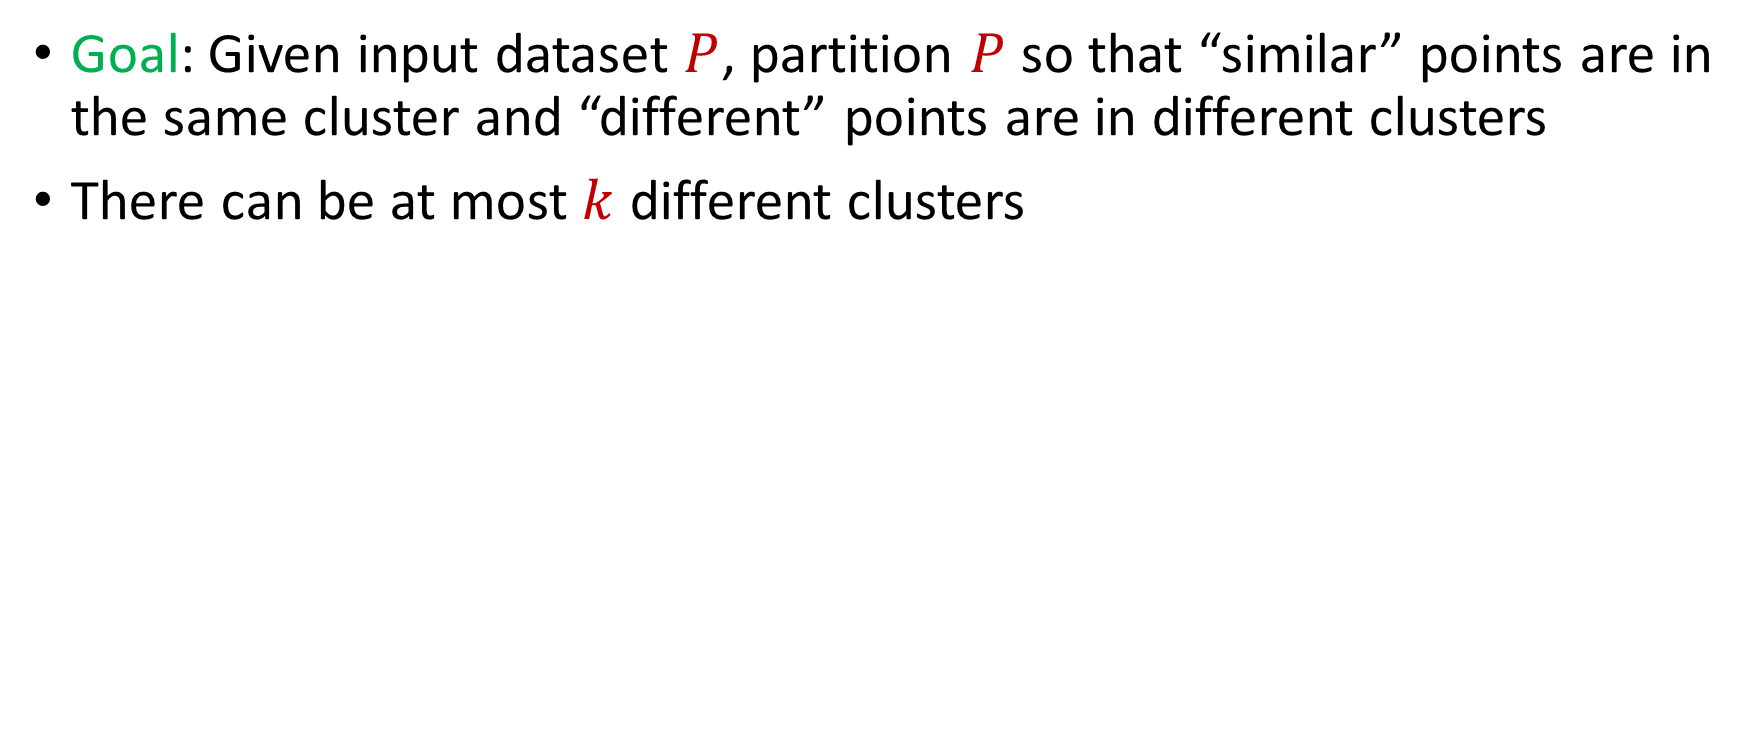 • Goal: Given input dataset P, partition P so that “similar” points are in
the same cluster and “different” points are in different clusters
• There can be at most k different clusters